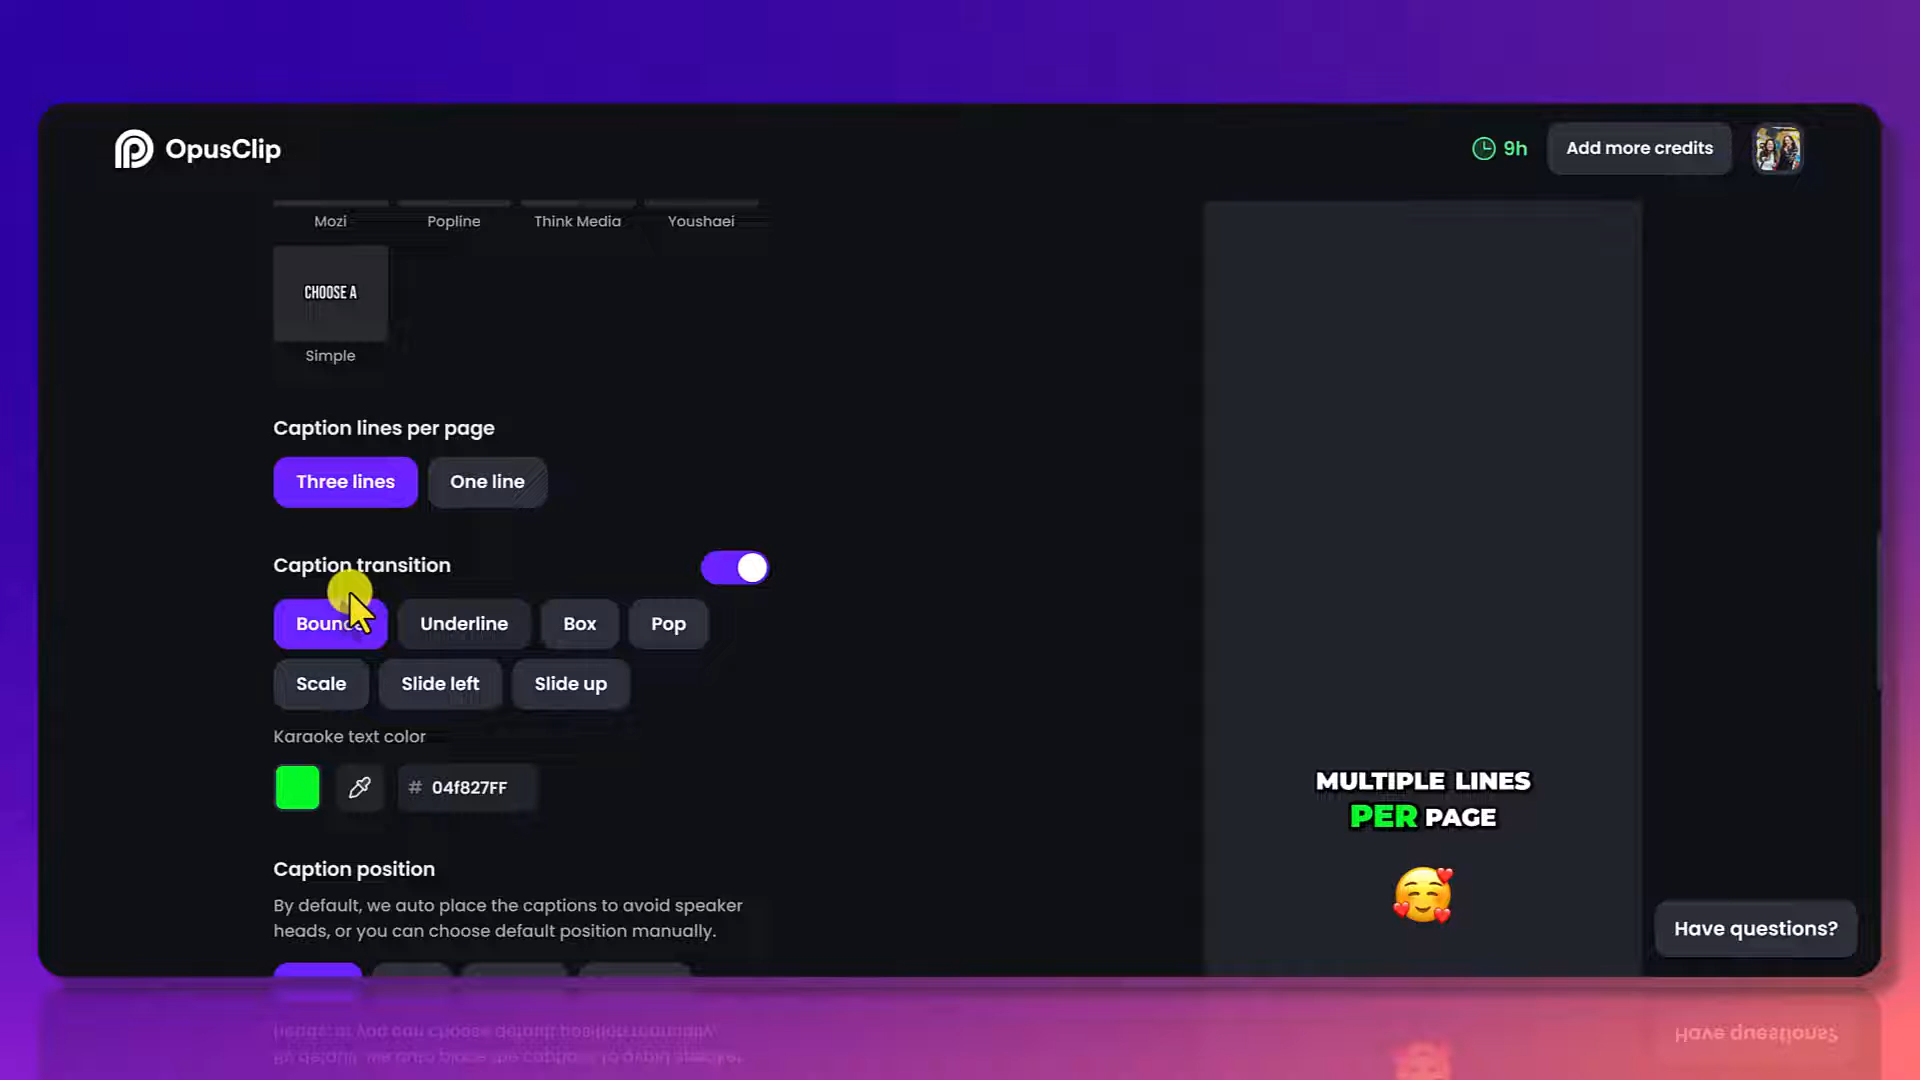 OpusClip
9h
Add more credits
Mozi
Popline
Think Media
Youshaei
CHOOSE A
Simple
Caption lines per page
Three lines
One line
Caption transition
Underline
Box
Pop
Scale
Slide left
Slide up
Karaoke text color
# 04f827FF
Caption position
By default, we auto place the captions to avoid speaker
heads, or you can choose default position manually.
MULTIPLE LINES
PER PAGE
Have questions?